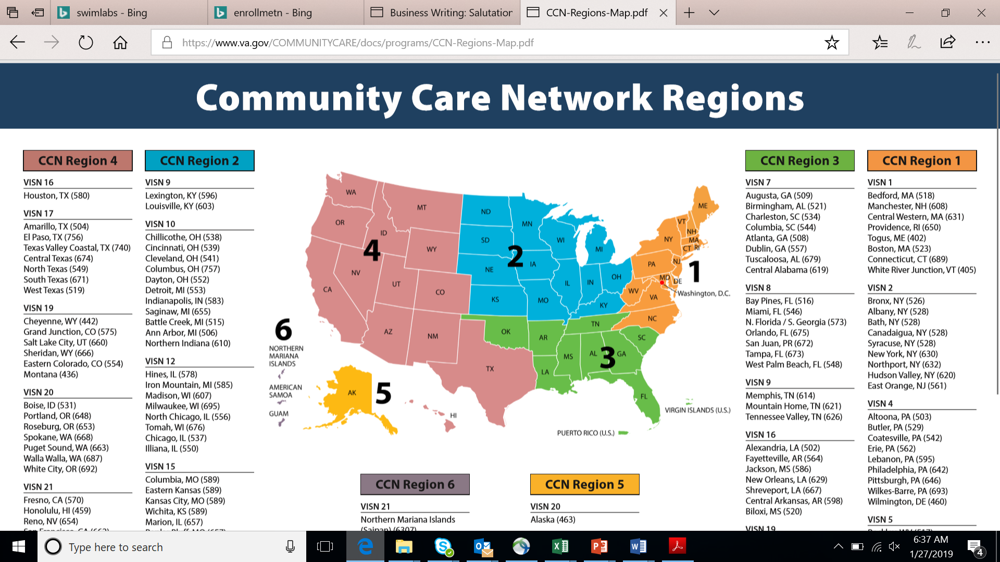 swimlabs - Bing
enrollmetn - Bing
Business Writing: Salutation
CCN-Regions-Map.pdf
https://www.va.gov/COMMUNITYCARE/docs/programs/CCN-Regions-Map.pdf
Community Care Network Regions
CCN Region 4
VISN 16
Houston, TX (580)
VISN 17
Amarillo, TX (504)
El Paso, TX (756)
Texas Valley Coastal, TX (740)
Central Texas (674)
North Texas (549)
South Texas (671)
West Texas (519)
VISN 19
Cheyenne, WY (442)
Grand Junction, CO (575)
Salt Lake City, UT (660)
Sheridan, WY (666)
Eastern Colorado, CO (554)
Montana (436)
VISN 20
Boise, ID (531)
Portland, OR (648)
Roseburg, OR (653)
Spokane, WA (668)
Puget Sound, WA (663)
Walla Walla, WA (687)
White City, OR (692)
VISN 21
Fresno, CA (570)
Honolulu, HI (459)
Reno, NV (654)
CCN Region 2
VISN 9
Lexington, KY (596)
Louisville, KY (603)
VISN 10
Chillicothe, OH (538)
Cincinnati, OH (539)
Cleveland, OH (541)
Columbus, OH (757)
Dayton, OH (552)
Detroit, MI (553)
Indianapolis, IN (583)
Saginaw, MI (655)
Battle Creek, MI (515)
Ann Arbor, MI (506)
Northern Indiana (610)
VISN 12
Hines, IL (578)
Iron Mountain, MI (585)
Madison, WI (607)
Milwaukee, WI (695)
North Chicago, IL (556)
Tomah, WI (676)
Chicago, IL (537)
Illiana, IL (550)
VISN 15
Columbia, MO (589)
Eastern Kansas (589)
Kansas City, MO (589)
Wichita, KS (589)
Marion, IL (657)
WA
MT
ND
MN
ME
OR
ID
SD
WI
MI
VT
NH
NY
MA
CT
RI
4
WY
2
NE
IA
PA
NJ
1
NV
CA
UT
CO
IL
IN
OH
MD
DE
Washington, D.C.
WV
VA
KS
MO
KY
NC
6
NORTHERN
MARIANA
ISLANDS
AZ
NM
OK
AR
TN
SC
MS
AL
3
GA
TX
LA
AMERICAN
SAMOA
GUAM
AK
5
HI
FL
VIRGIN ISLANDS (U.S.)
PUERTO RICO (U.S.)
CCN Region 6
VISN 21
Northern Mariana Islands
(Saipan) (6307)
CCN Region 5
VISN 20
Alaska (463)
CCN Region 3
VISN 7
Augusta, GA (509)
Birmingham, AL (521)
Charleston, SC (534)
Columbia, SC (544)
Atlanta, GA (508)
Dublin, GA (557)
Tuscaloosa, AL (679)
Central Alabama (619)
VISN 8
Bay Pines, FL (516)
Miami, FL (546)
N. Florida / S. Georgia (573)
Orlando, FL (675)
San Juan, PR (672)
Tampa, FL (673)
West Palm Beach, FL (548)
VISN 9
Memphis, TN (614)
Mountain Home, TN (621)
Tennessee Valley, TN (626)
VISN 16
Alexandria, LA (502)
Fayetteville, AR (564)
Jackson, MS (586)
New Orleans, LA (629)
Shreveport, LA (667)
Central Arkansas, AR (598)
Biloxi, MS (520)
VISN 19
CCN Region 1
VISN 1
Bedford, MA (518)
Manchester, NH (608)
Central Western, MA (631)
Providence, RI (650)
Togus, ME (402)
Boston, MA (523)
Connecticut, CT (689)
White River Junction, VT (405)
VISN 2
Bronx, NY (526)
Albany, NY (528)
Bath, NY (528)
Canadaigua, NY (528)
Syracuse, NY (528)
New York, NY (630)
Northport, NY (632)
Hudson Valley, NY (620)
East Orange, NJ (561)
VISN 4
Altoona, PA (503)
Butler, PA (529)
Coatesville, PA (542)
Erie, PA (562)
Lebanon, PA (595)
Philadelphia, PA (642)
Pittsburgh, PA (646)
Wilkes-Barre, PA (693)
Wilmington, DE (460)
VISN 5
Type here to search
6:37 AM
1/27/2019
4